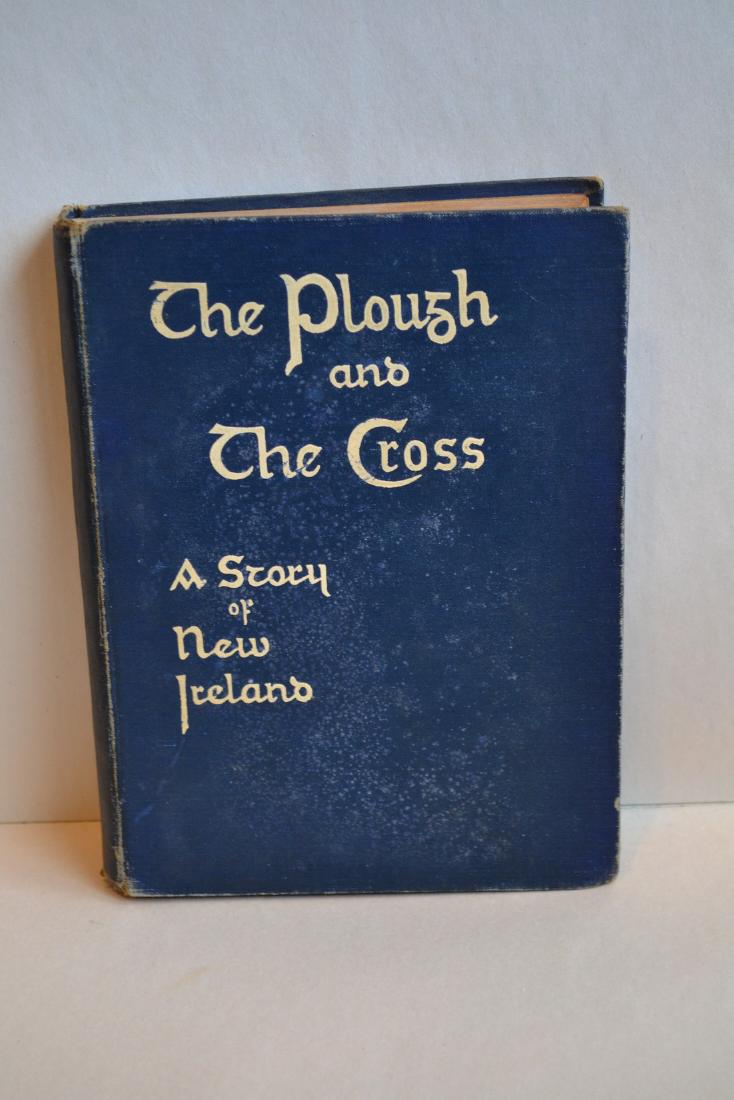 The Plough
and
The Cross
A Story
of
New
Ireland